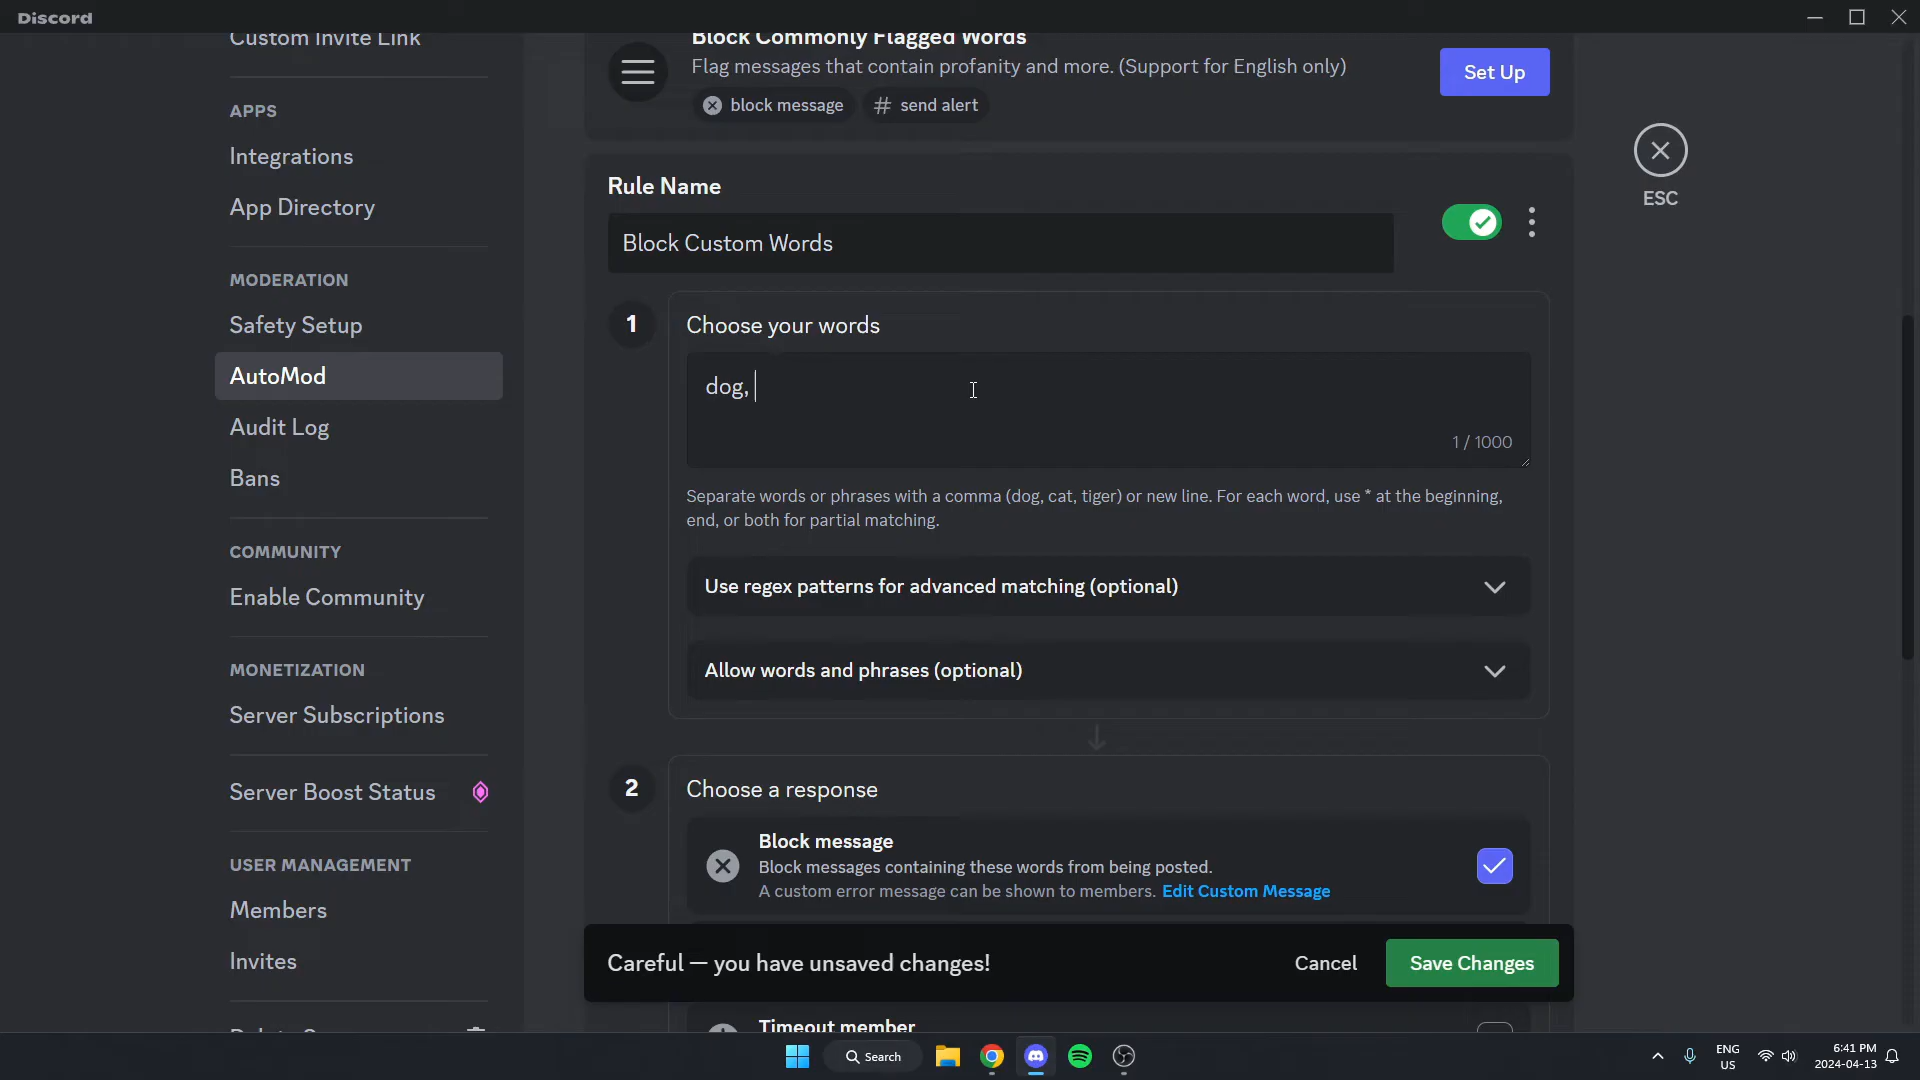 Discord
Custom Invite Link
APPS
Integrations
App Directory
MODERATION
Safety Setup
AutoMod
Audit Log
Bans
COMMUNITY
Enable Community
MONETIZATION
Server Subscriptions
Server Boost Status
USER MANAGEMENT
Members
Invites
Block Commonly Flagged Words
Flag messages that contain profanity and more. (Support for English only)
block message
# send alert
Set Up
ESC
Rule Name
Block Custom Words
1
Choose your words
dog,
1 / 1000
Separate words or phrases with a comma (dog, cat, tiger) or new line. For each word, use * at the beginning,
end, or both for partial matching.
Use regex patterns for advanced matching (optional)
Allow words and phrases (optional)
2
Choose a response
Block message
Block messages containing these words from being posted.
A custom error message can be shown to members. Edit Custom Message
Careful — you have unsaved changes!
Cancel
Save Changes
Timeout member
Search
ENG
US
6:41 PM
2024-04-13